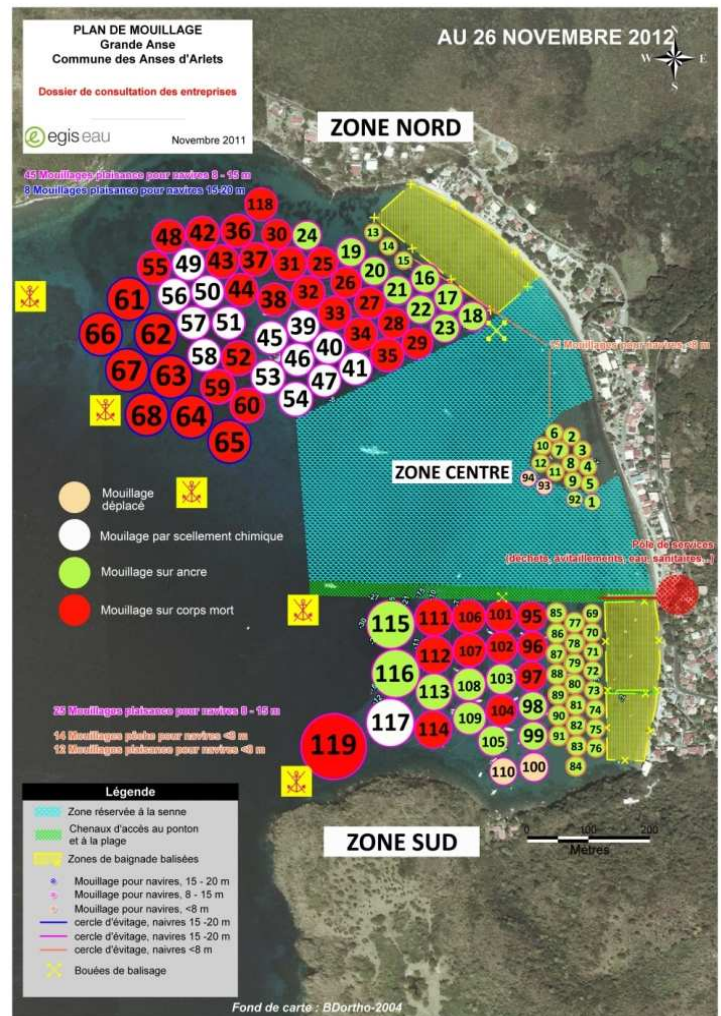 PLAN DE MOUILLAGE
Grande Anse
Commune des Anses d'Arlets
Dossier de consultation des entreprises
egis eau
Novembre 2011
AU 26 NOVEMBRE 2012
W E
S
ZONE NORD
45 Mouillages plaisance pour navires 8 - 15 m
8 Mouillages plaisance pour navires 15-20 m
118
48 42 36 30 24 19 13
14
15
55 49 43 37 31 25 20 16
61 56 50 44 38 32 26 21 17
66 62 57 51 45 39 33 27 22 18
67 63 58 52 46 40 34 28 23
68 64 59 53 47 41 35 29
65 60 54
15 Mouillages pour navires, <8 m
ZONE CENTRE
6 2
10 7 3
12 11 8 4
94 93 9 5
92 1
Mouillage
déplacé
Mouilage par scellement chimique
Mouillage sur ancre
Mouillage sur corps mort
Pôle de services
(déchets, avitaillements, eau, sanitaires...)
115 111 106 101 95 85 77 69
116 112 107 102 96 86 78 70
117 113 108 103 97 87 79 71
119 114 109 104 98 88 80 72
105 99 89 81 73
110 100 90 82 74
91 83 75
84 76
25 Mouillages plaisance pour navires 8 - 15 m
14 Mouillages pêche pour navires <8 m
12 Mouillages plaisance pour navires <8 m
ZONE SUD
0 100 200
Mètres
Légende
Zone réservée à la senne
Chenaux d'accès au ponton
et à la plage
Zones de baignade balisées
Mouillage pour navires, 15 - 20 m
Mouillage pour navires, 8 - 15 m
Mouillage pour navires, <8 m
cercle d'évitage, naivres 15 -20 m
cercle d'évitage, naivres 15 -20 m
cercle d'évitage, naivres <8 m
Bouées de balisage
Fond de carte : BDortho-2004